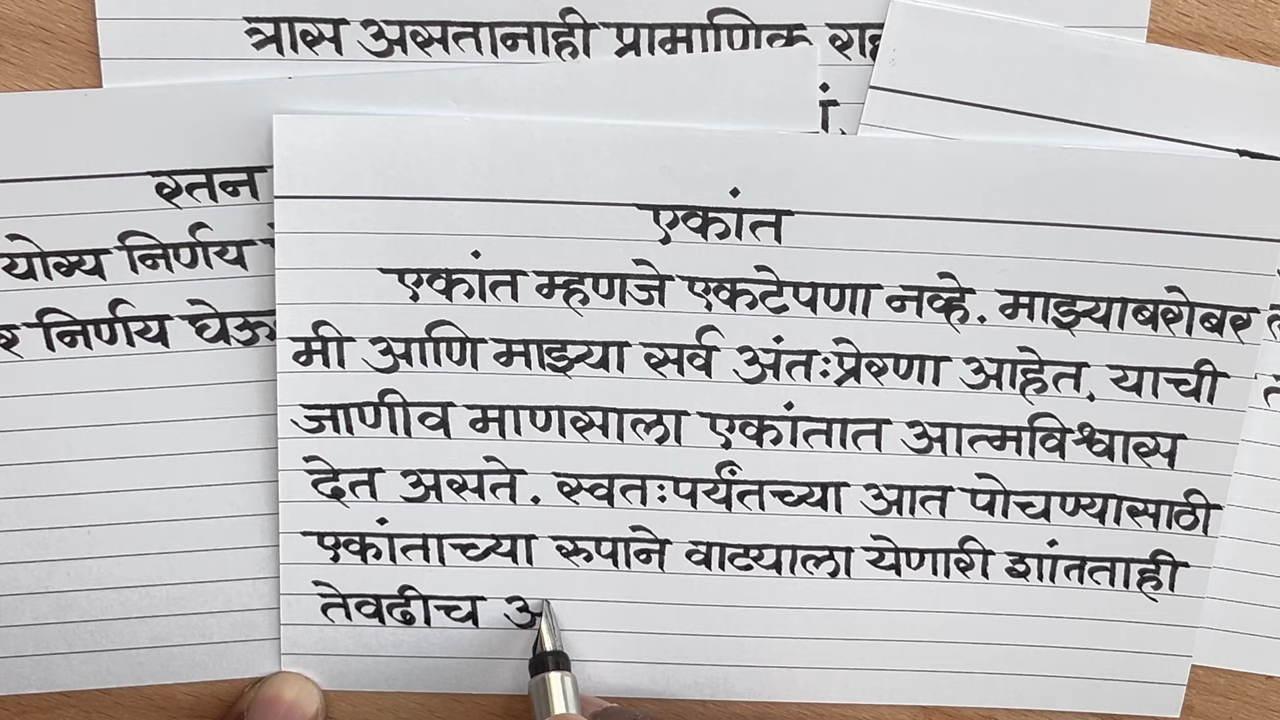 त्रास असतानाही प्रामाणिक
रतन
योग्य निर्णय
निर्णय घेऊ
एकांत
एकांत म्हणजे एकटेपणा नव्हे. माझ्याबरोबर
मी आणि माझ्या सर्व अंतःप्रेरणा आहेत. याची
जाणीव माणसाला एकांतात आत्मविश्वास
देत असते. स्वतःपर्यंतच्या आत पोचण्यासाठी
एकांताच्या रुपाने वाट्याला येणारी शांतताही
तेवढीच अ